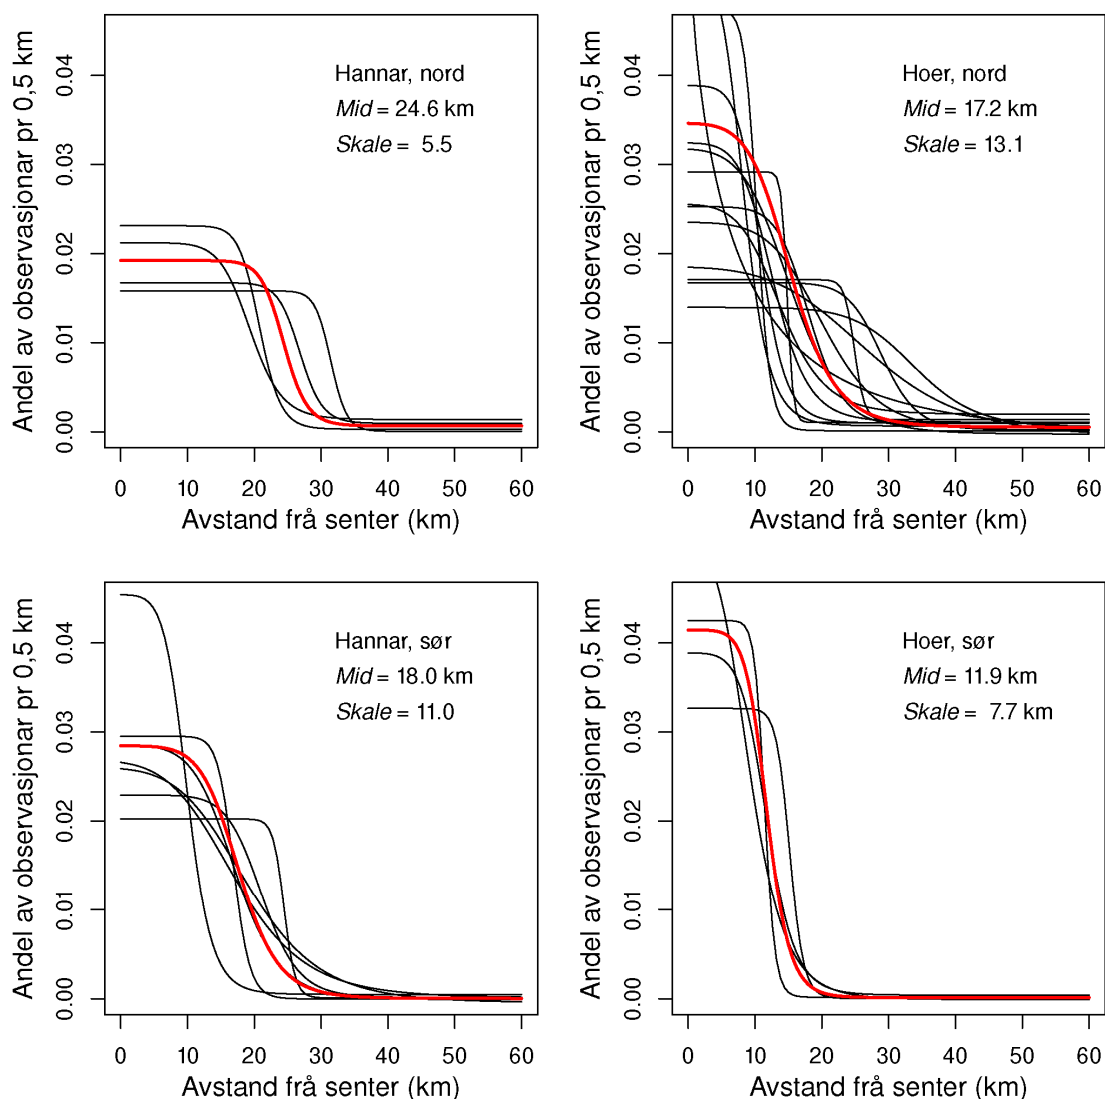 Andel av observasjonar pr 0,5 km
0.04
0.03
0.02
0.01
0.00
Hannar, nord
Mid = 24.6 km
Skale = 5.5
0 10 20 30 40 50 60
Avstand frå senter (km)
Andel av observasjonar pr 0,5 km
0.04
0.03
0.02
0.01
0.00
Hoer, nord
Mid = 17.2 km
Skale = 13.1
0 10 20 30 40 50 60
Avstand frå senter (km)
Andel av observasjonar pr 0,5 km
0.04
0.03
0.02
0.01
0.00
Hannar, sør
Mid = 18.0 km
Skale = 11.0
0 10 20 30 40 50 60
Avstand frå senter (km)
Andel av observasjonar pr 0,5 km
0.04
0.03
0.02
0.01
0.00
Hoer, sør
Mid = 11.9 km
Skale = 7.7 km
0 10 20 30 40 50 60
Avstand frå senter (km)